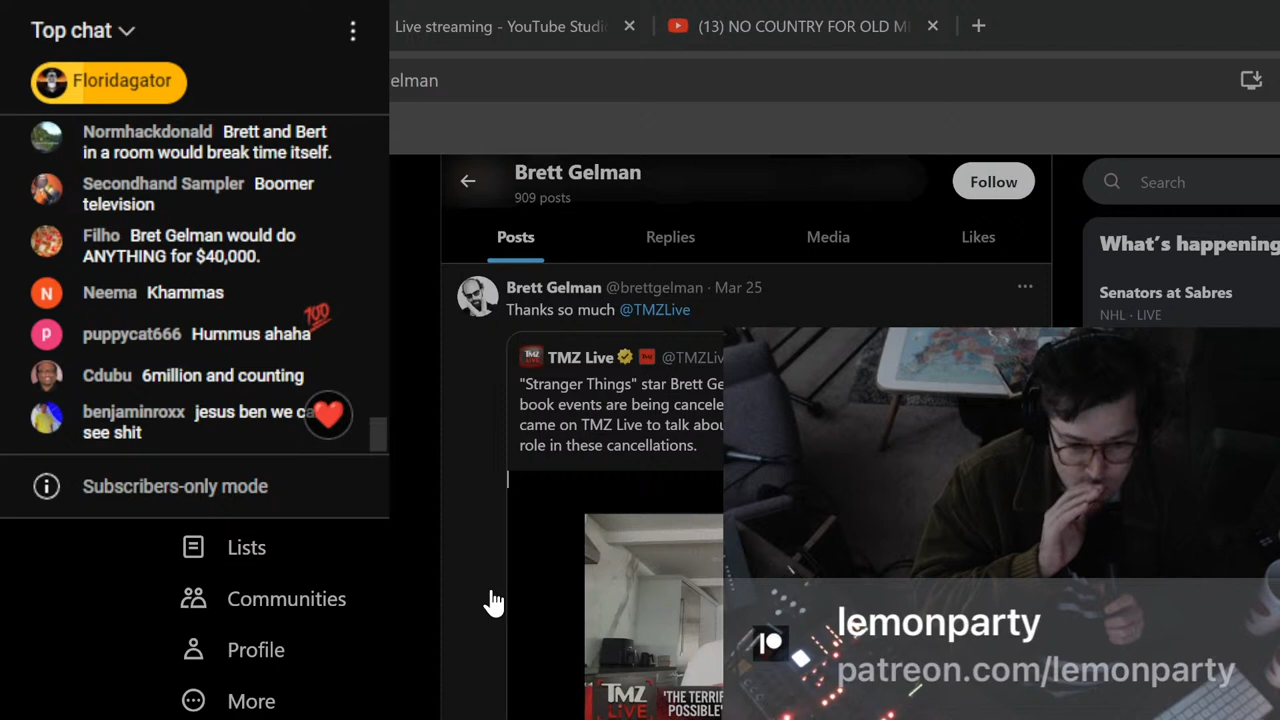 Top chat
Floridagator
Normhackdonald Brett and Bert
in a room would break time itself.
Secondhand Sampler Boomer
television
Filho Bret Gelman would do
ANYTHING for $40,000.
N Neema Khammas
P puppycat666 Hummus ahaha
100
Cdubu 6million and counting
benjaminroxx jesus ben we ca
see shit
Subscribers-only mode
Lists
Communities
Profile
More
Live streaming - YouTube Studi
(13) NO COUNTRY FOR OLD M
elman
Brett Gelman
909 posts
Follow
Posts Replies Media Likes
Brett Gelman @brettgelman · Mar 25
Thanks so much @TMZLive
TMZ Live @TMZLiv
"Stranger Things" star Brett Ge
book events are being cancele
came on TMZ Live to talk abou
role in these cancellations.
TMZ
LIVE
'THE TERRIF
POSSIBLE
Search
What's happening
Senators at Sabres
NHL · LIVE
lemonparty
patreon.com/lemonparty